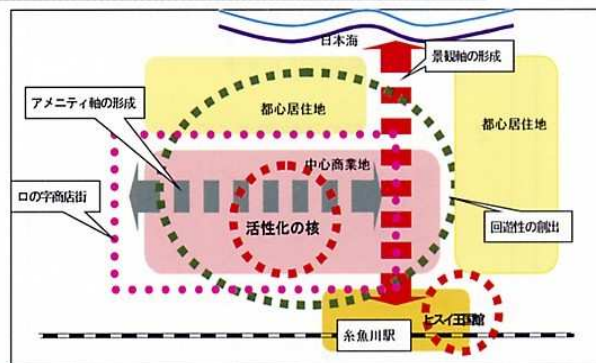 日本海
景観軸の形成
アメニティ軸の形成
都心居住地
都心居住地
中心商業地
ロの字商店街
活性化の核
回遊性の創出
ヒスイ王国館
糸魚川駅